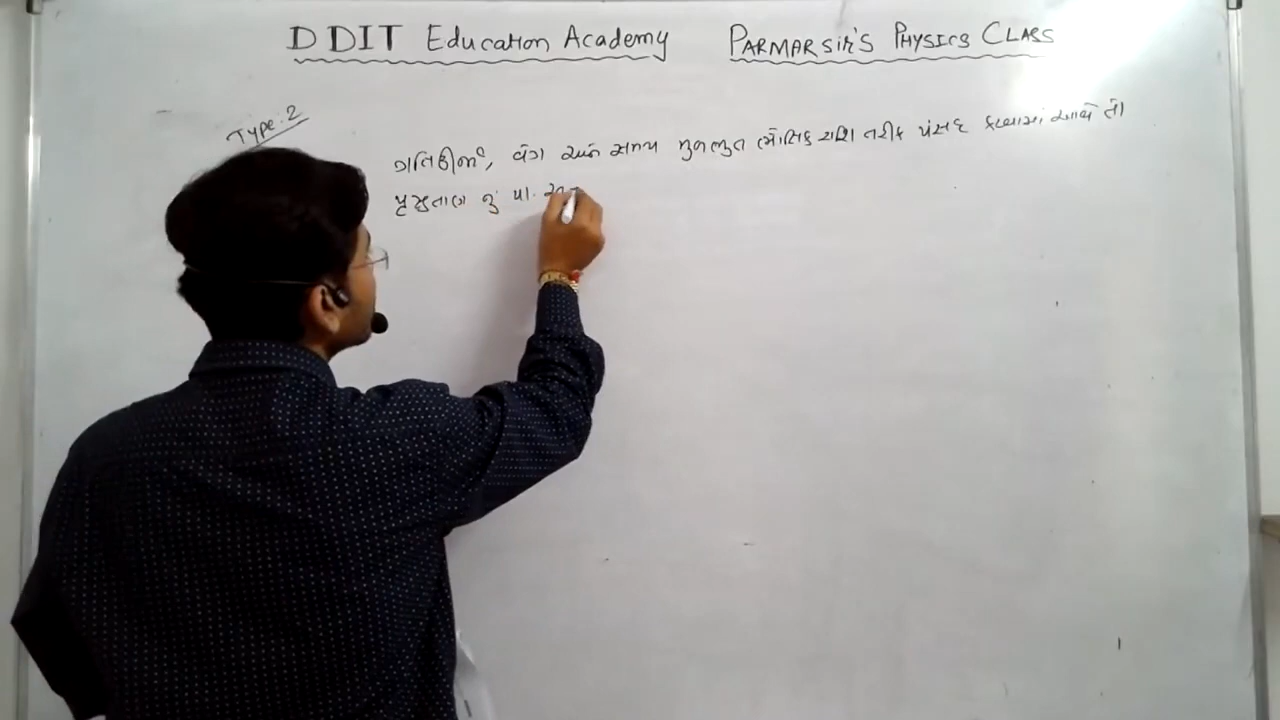 DDIT Education Academy PARMARSIR'S PHYSICS CLASS
Type:2
ગતિઊર્જા, વેગ અને સમય મુળભુત ભૌતિક રાશિ તરીકે પસંદ કરવામાં આવે તો
પૃષ્ઠતાણ નું પા.